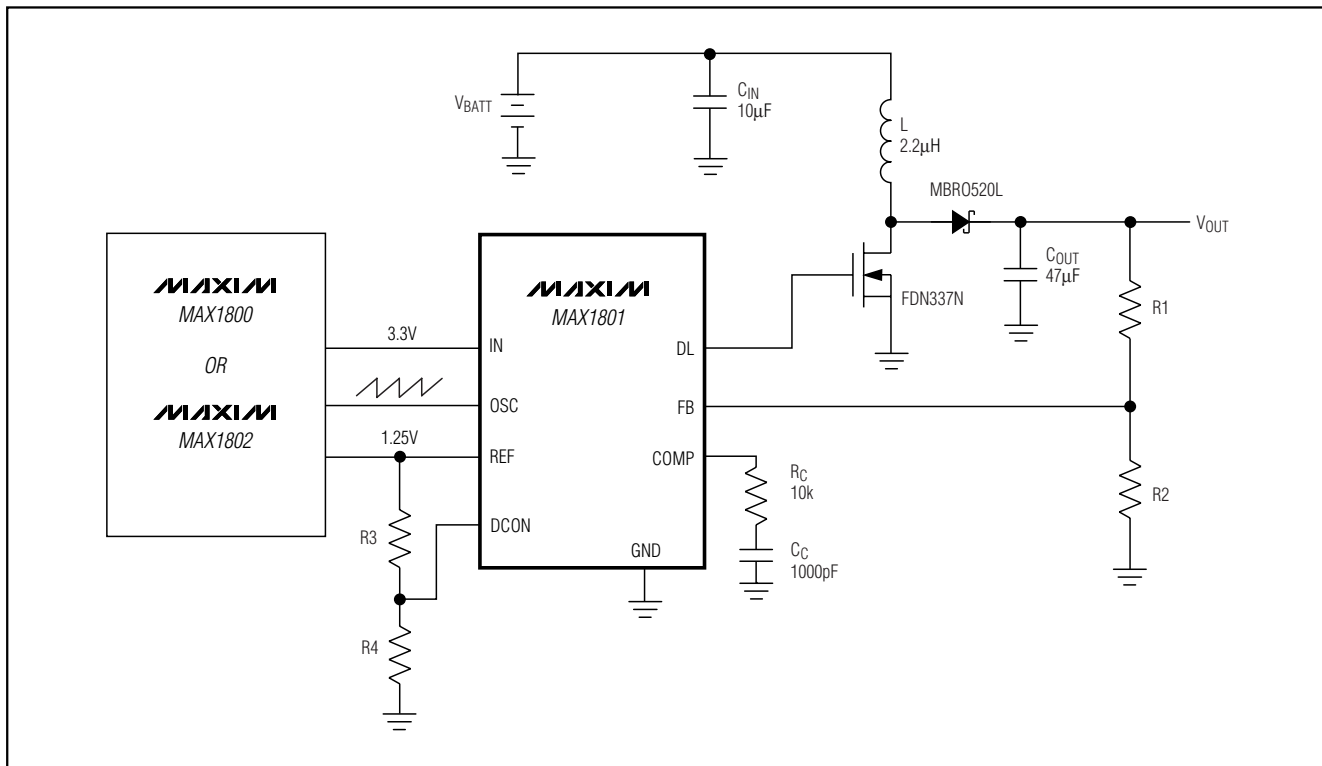 VBATT
CIN
10µF
L
2.2µH
MBRO520L
VOUT
COUT
47µF
R1
FDN337N
MAXIM
MAX1800
OR
MAXIM
MAX1802
3.3V
1.25V
MAXIM
MAX1801
IN
OSC
REF
DCON
DL
FB
COMP
GND
RC
10k
CC
1000pF
R2
R3
R4